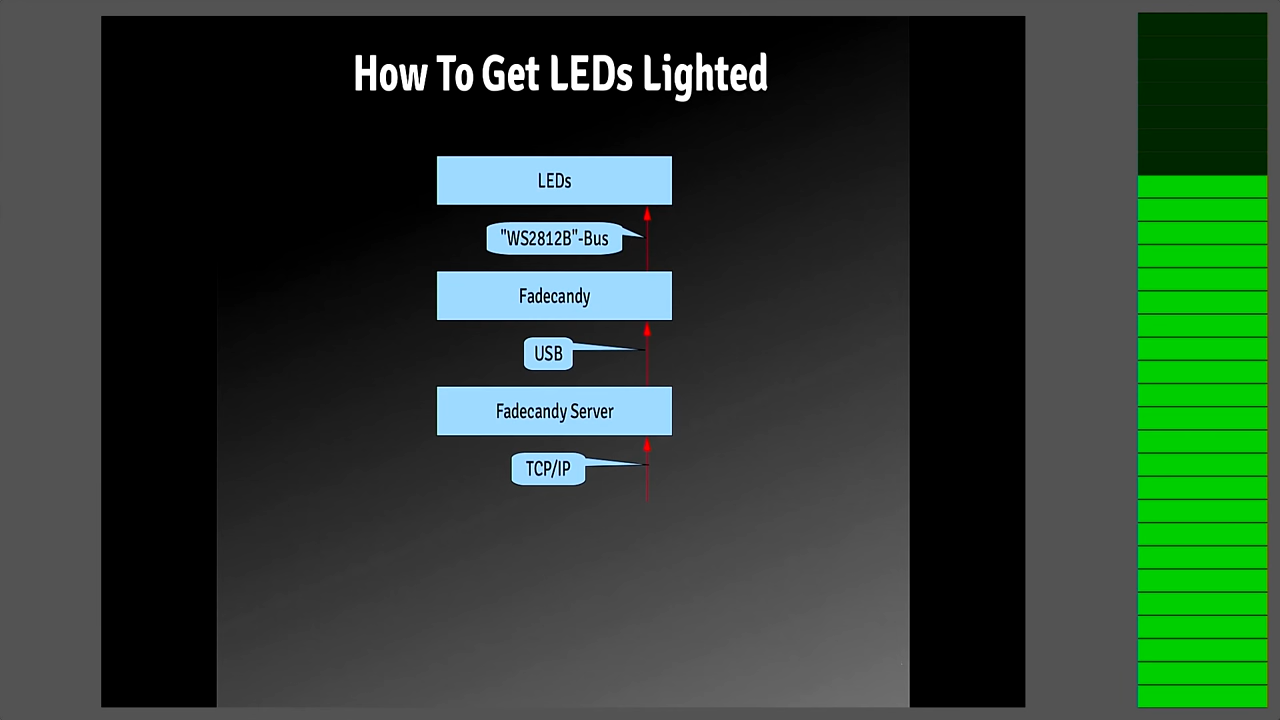 How To Get LEDs Lighted
LEDs
"WS2812B"-Bus
Fadecandy
USB
Fadecandy Server
TCP/IP